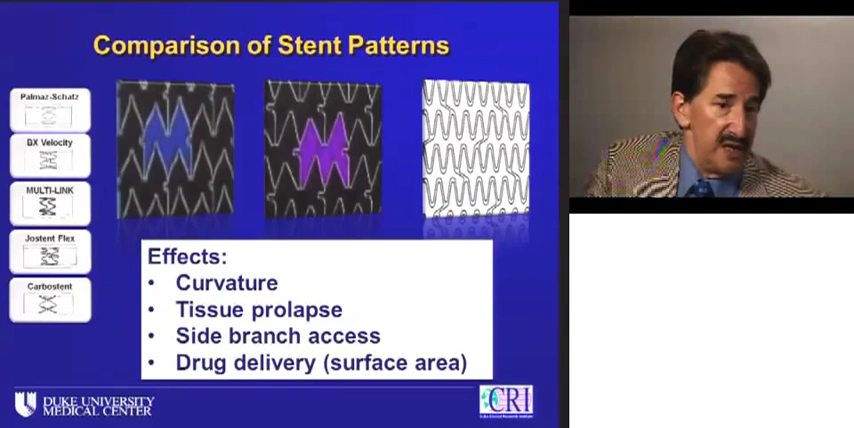 Comparison of Stent Patterns
Palmaz-Schatz
BX Velocity
MULTI-LINK
Jostent Flex
Carbostent
Effects:
• Curvature
• Tissue prolapse
• Side branch access
• Drug delivery (surface area)
DUKE UNIVERSITY
MEDICAL CENTER
CRI